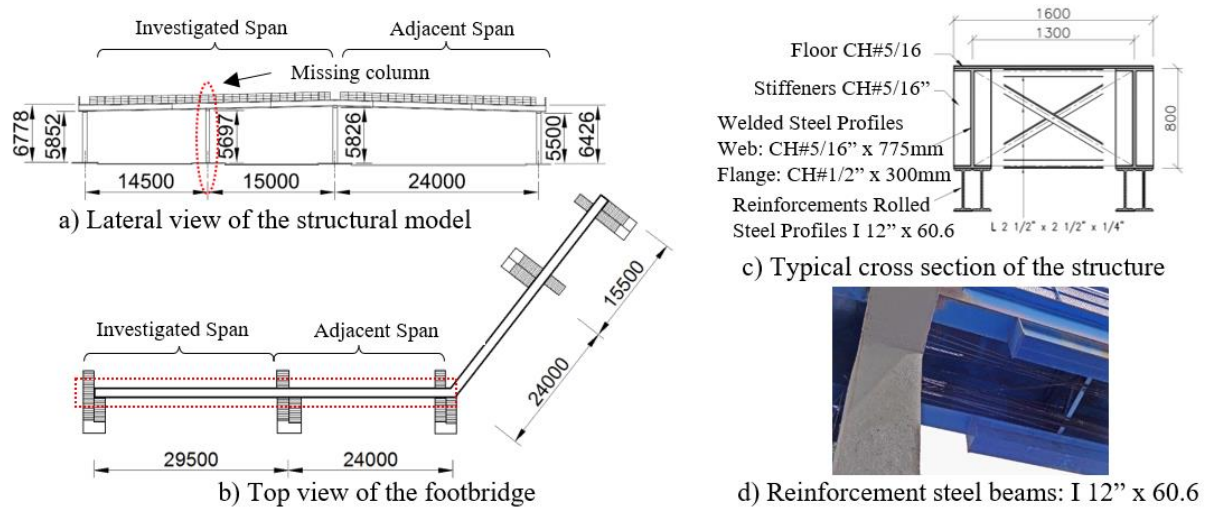 Investigated Span
Adjacent Span
Missing column
6778
5852
5697
5826
5500
6426
14500
15000
24000
a) Lateral view of the structural model
Investigated Span
Adjacent Span
15500
24000
29500
24000
b) Top view of the footbridge
1600
1300
Floor CH#5/16
Stiffeners CH#5/16”
Welded Steel Profiles
Web: CH#5/16” x 775mm
Flange: CH#1/2” x 300mm
Reinforcements Rolled
Steel Profiles I 12” x 60.6
800
L 2 1/2" x 2 1/2" x 1/4"
c) Typical cross section of the structure
d) Reinforcement steel beams: I 12” x 60.6